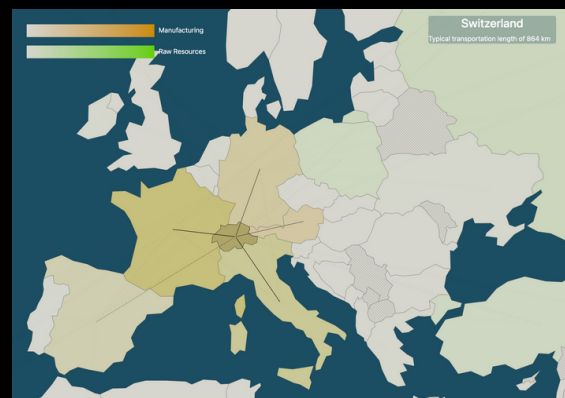 Manufacturing
Raw Resources
Switzerland
Typical transportation length of 864 km